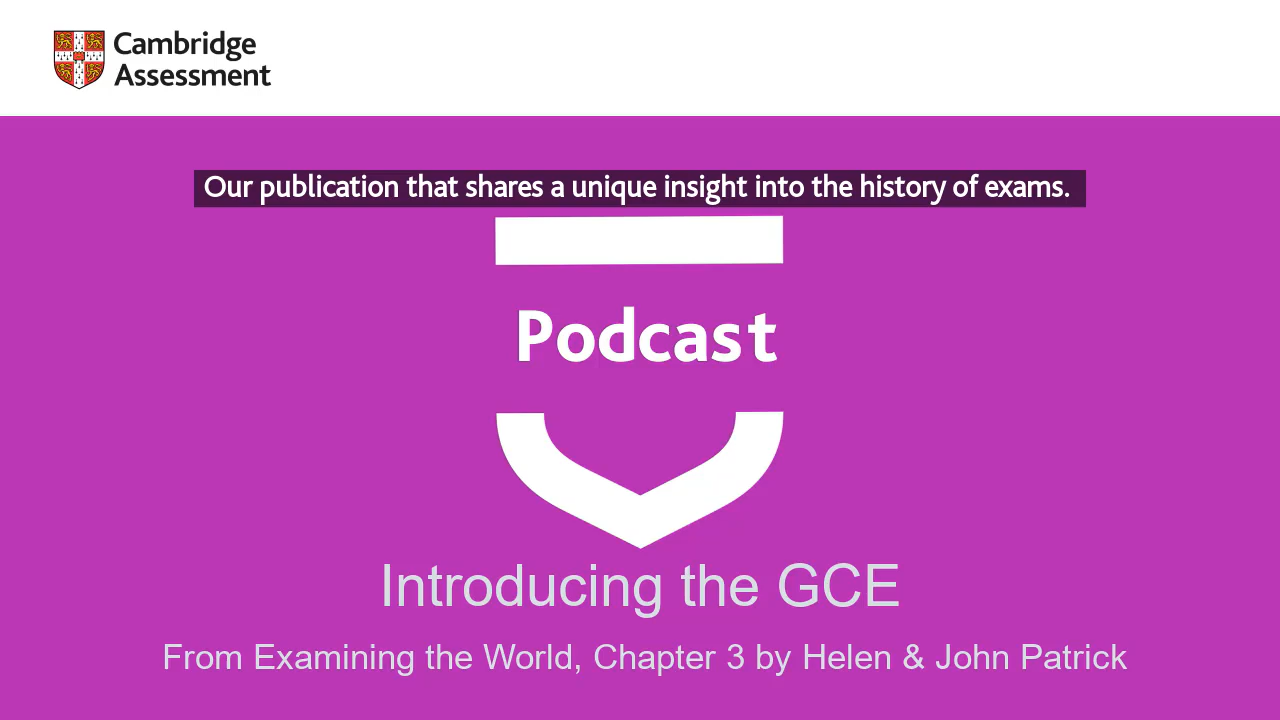 Cambridge
Assessment
Our publication that shares a unique insight into the history of exams.
Podcast
Introducing the GCE
From Examining the World, Chapter 3 by Helen & John Patrick